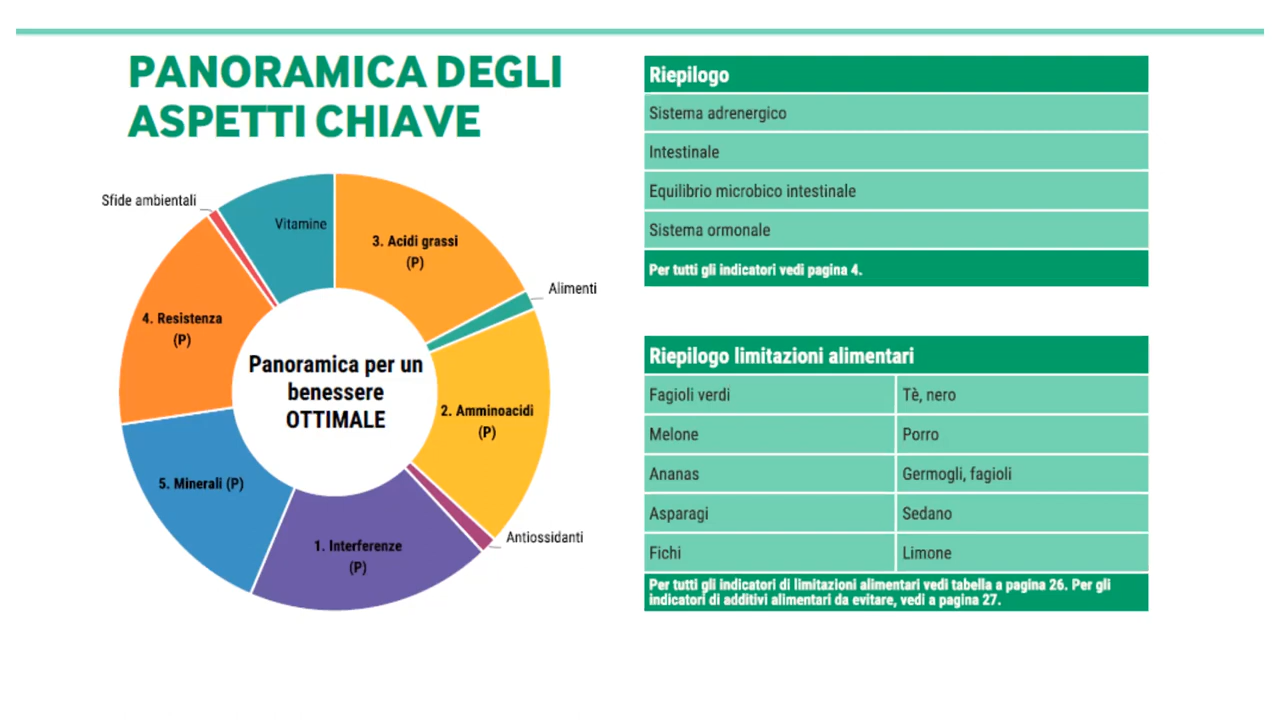 PANORAMICA DEGLI
ASPETTI CHIAVE
Sfide ambientali
Vitamine
3. Acidi grassi
(P)
Alimenti
4. Resistenza
(P)
Panoramica per un
benessere
OTTIMALE
2. Amminoacidi
(P)
5. Minerali (P)
1. Interferenze
(P)
Antiossidanti
Riepilogo
Sistema adrenergico
Intestinale
Equilibrio microbico intestinale
Sistema ormonale
Per tutti gli indicatori vedi pagina 4.
Riepilogo limitazioni alimentari
Fagioli verdi Tè, nero
Melone Porro
Ananas Germogli, fagioli
Asparagi Sedano
Fichi Limone
Per tutti gli indicatori di limitazioni alimentari vedi tabella a pagina 26. Per gli
indicatori di additivi alimentari da evitare, vedi a pagina 27.